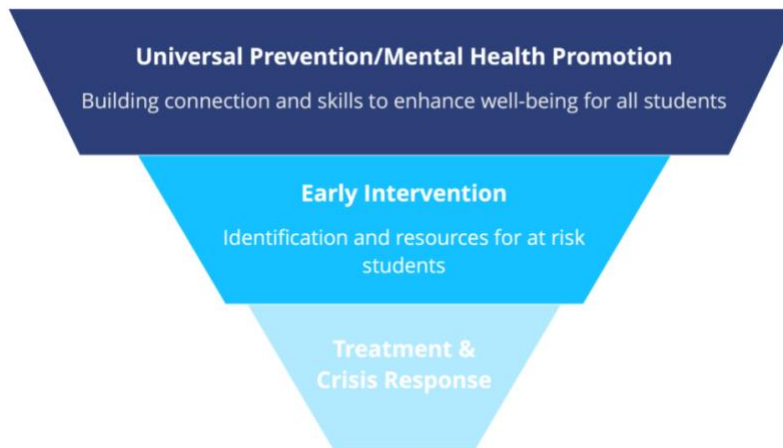 Universal Prevention/Mental Health Promotion
Building connection and skills to enhance well-being for all students
Early Intervention
Identification and resources for at risk
students
Treatment &
Crisis Response